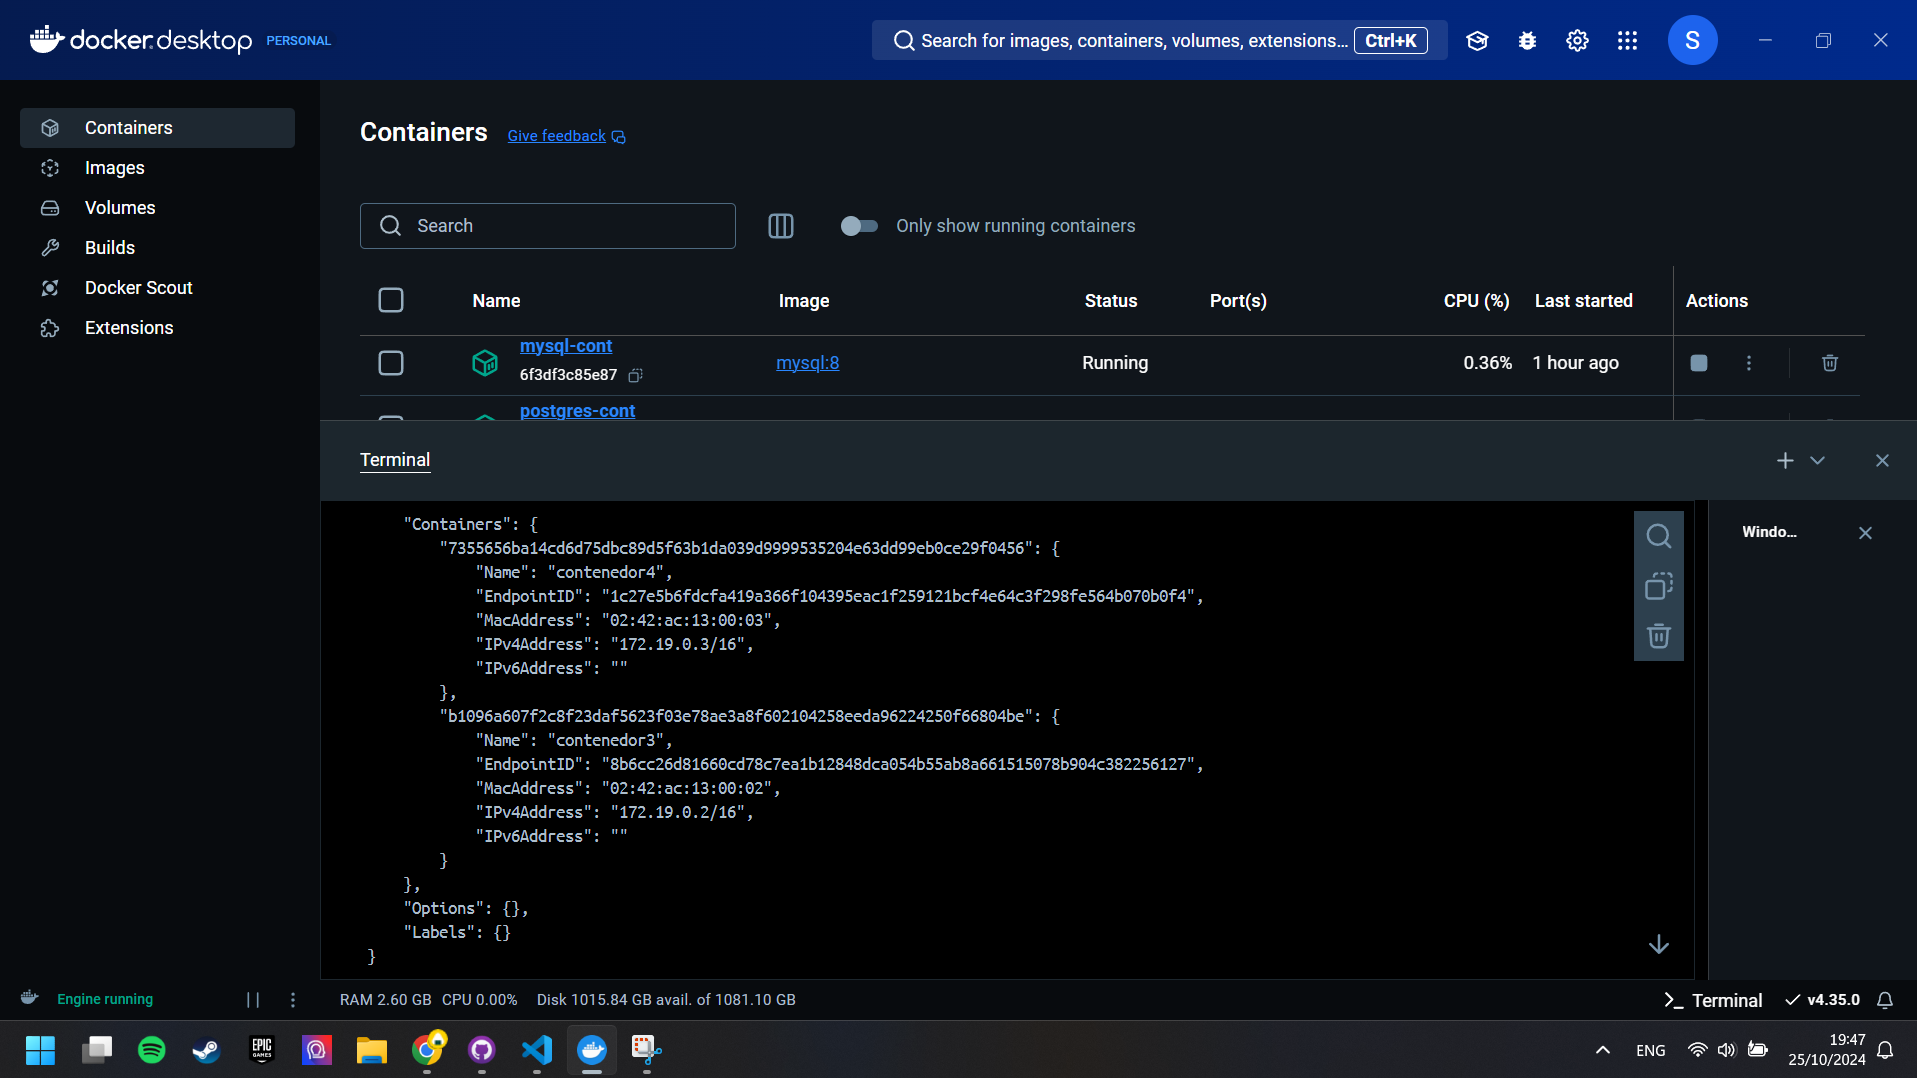 docker.desktop PERSONAL
Search for images, containers, volumes, extensions... Ctrl+K
S
Containers
Images
Volumes
Builds
Docker Scout
Extensions
Containers Give feedback
Search
Only show running containers
Name Image Status Port(s) CPU (%) Last started Actions
mysql-cont
6f3df3c85e87
mysql:8 Running 0.36% 1 hour ago
postgres-cont
Terminal
Windo...
"Containers": {
"7355656ba14cd6d75dbc89d5f63b1da039d9999535204e63dd99eb0ce29f0456": {
"Name": "contenedor4",
"EndpointID": "1c27e5b6fdcfa419a366f104395eac1f259121bcf4e64c3f298fe564b070b0f4",
"MacAddress": "02:42:ac:13:00:03",
"IPv4Address": "172.19.0.3/16",
"IPv6Address": ""
},
"b1096a607f2c8f23daf5623f03e78ae3a8f602104258eeda96224250f66804be": {
"Name": "contenedor3",
"EndpointID": "8b6cc26d81660cd78c7ea1b12848dca054b55ab8a661515078b904c382256127",
"MacAddress": "02:42:ac:13:00:02",
"IPv4Address": "172.19.0.2/16",
"IPv6Address": ""
}
},
"Options": {},
"Labels": {}
}
Engine running
RAM 2.60 GB CPU 0.00% Disk 1015.84 GB avail. of 1081.10 GB
Terminal v4.35.0
EPIC
GAMES
ENG
19:47
25/10/2024